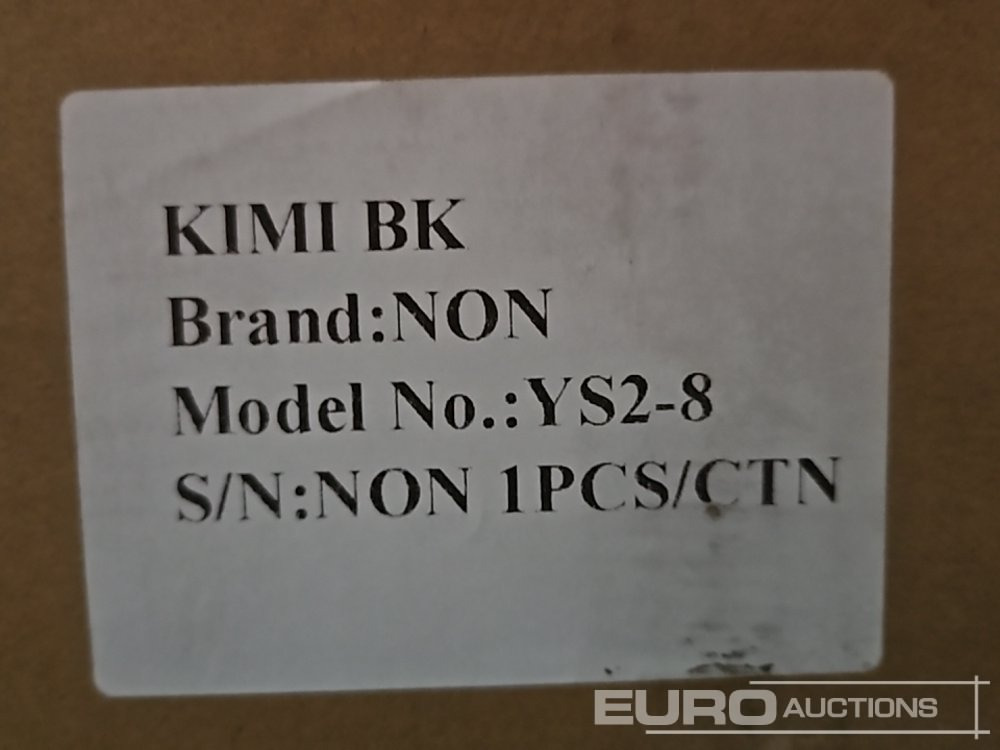 KIMI BK
Brand:NON
Model No.:YS2-8
S/N:NON 1PCS/CTN
EURO AUCTIONS